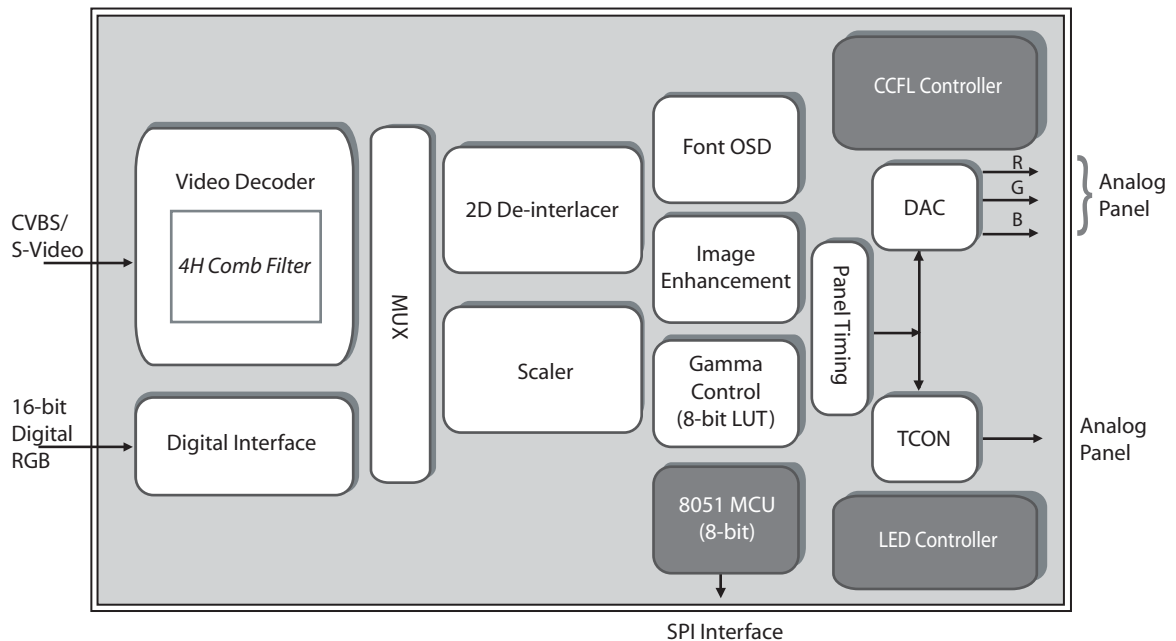 CVBS/
S-Video
16-bit
Digital
RGB
Video Decoder
4H Comb Filter
Digital Interface
MUX
2D De-interlacer
Scaler
Font OSD
Image
Enhancement
Gamma
Control
(8-bit LUT)
8051 MCU
(8-bit)
SPI Interface
Panel Timing
CCFL Controller
DAC
R
G
B
Analog
Panel
TCON
Analog
Panel
LED Controller